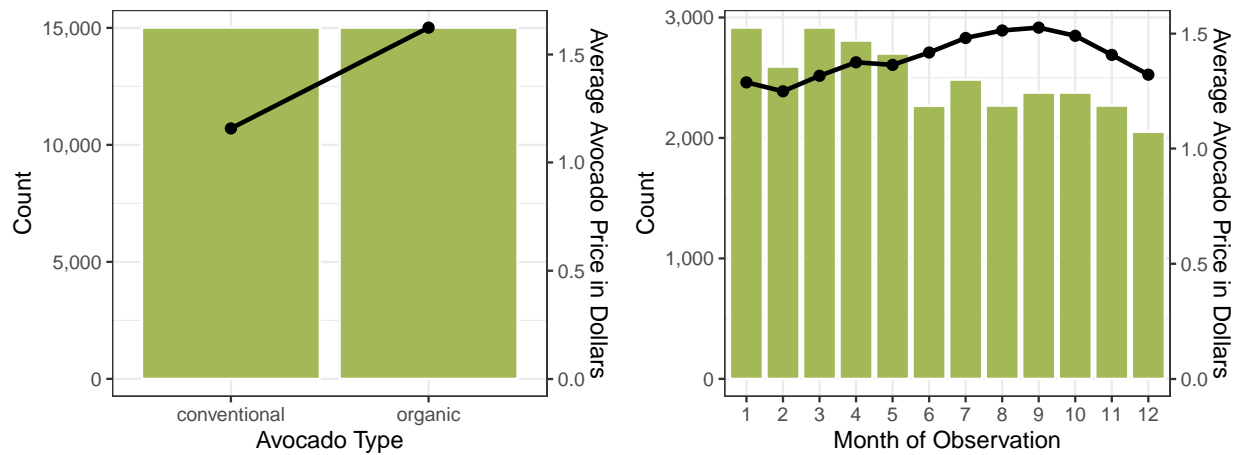 15,000
10,000
5,000
0
Count
1.5
1.0
0.5
0.0
Average Avocado Price in Dollars
conventional
organic
Avocado Type
3,000
2,000
1,000
0
Count
1.5
1.0
0.5
0.0
Average Avocado Price in Dollars
1 2 3 4 5 6 7 8 9 10 11 12
Month of Observation